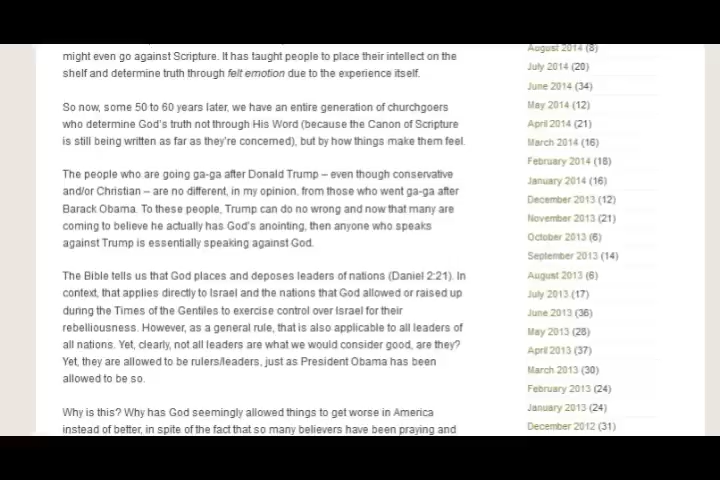 might even go against Scripture. It has taught people to place their intellect on the
shelf and determine truth through felt emotion due to the experience itself.
So now, some 50 to 60 years later, we have an entire generation of churchgoers
who determine God's truth not through His Word (because the Canon of Scripture
is still being written as far as they're concerned), but by how things make them feel.
The people who are going ga-ga after Donald Trump – even though conservative
and/or Christian – are no different, in my opinion, from those who went ga-ga after
Barack Obama. To these people, Trump can do no wrong and now that many are
coming to believe he actually has God's anointing, then anyone who speaks
against Trump is essentially speaking against God.
The Bible tells us that God places and deposes leaders of nations (Daniel 2:21). In
context, that applies directly to Israel and the nations that God allowed or raised up
during the Times of the Gentiles to exercise control over Israel for their
rebelliousness. However, as a general rule, that is also applicable to all leaders of
all nations. Yet, clearly, not all leaders are what we would consider good, are they?
Yet, they are allowed to be rulers/leaders, just as President Obama has been
allowed to be so.
Why is this? Why has God seemingly allowed things to get worse in America
instead of better, in spite of the fact that so many believers have been praying and
August 2014 (8)
July 2014 (20)
June 2014 (34)
May 2014 (12)
April 2014 (21)
March 2014 (16)
February 2014 (18)
January 2014 (16)
December 2013 (12)
November 2013 (21)
October 2013 (6)
September 2013 (14)
August 2013 (6)
July 2013 (17)
June 2013 (36)
May 2013 (28)
April 2013 (37)
March 2013 (30)
February 2013 (24)
January 2013 (24)
December 2012 (31)